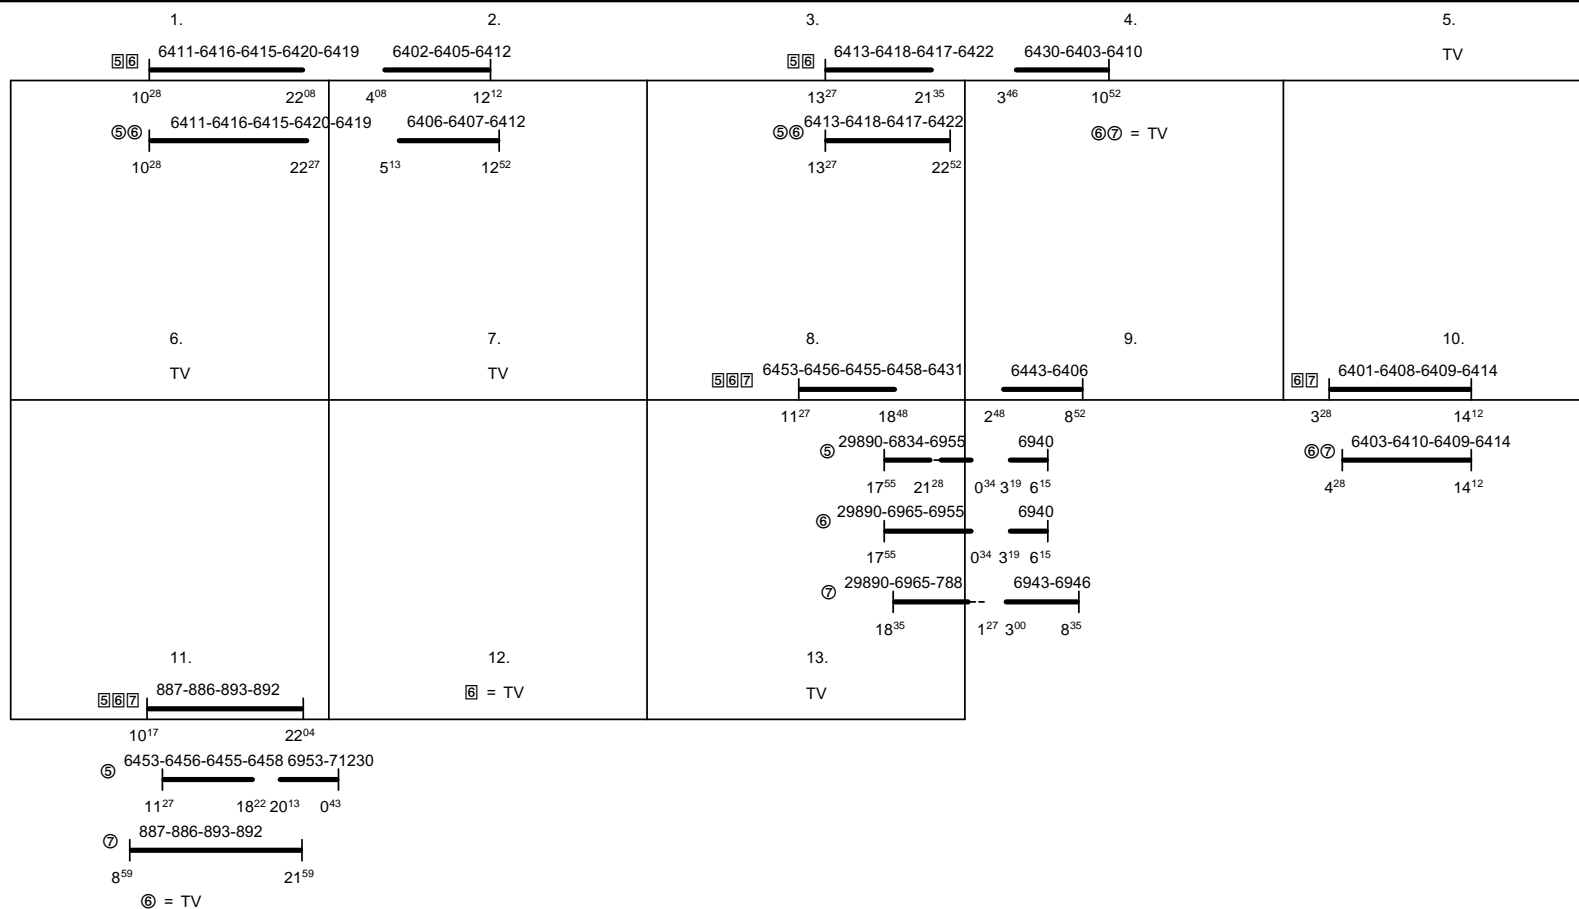 1. 2. 3. 4. 5.
5 6 6411-6416-6415-6420-6419 6402-6405-6412 5 6 6413-6418-6417-6422 6430-6403-6410 TV
10²⁸ 22⁰⁸ 4⁰⁸ 12¹² 13²⁷ 21³⁵ 3⁴⁶ 10⁵²
⑤⑥ 6411-6416-6415-6420-6419 6406-6407-6412 ⑤⑥ 6413-6418-6417-6422 ⑥⑦ = TV
10²⁸ 22²⁷ 5¹³ 12⁵² 13²⁷ 22⁵²
6. 7. 8. 9. 10.
TV TV 5 6 7 6453-6456-6455-6458-6431 6443-6406 6 7 6401-6408-6409-6414
11²⁷ 18⁴⁸ 2⁴⁸ 8⁵² 3²⁸ 14¹²
⑤ 29890-6834-6955 6940 ⑥⑦ 6403-6410-6409-6414
17⁵⁵ 21²⁸ 0³⁴ 3¹⁹ 6¹⁵ 4²⁸ 14¹²
⑥ 29890-6965-6955 6940
17⁵⁵ 0³⁴ 3¹⁹ 6¹⁵
⑦ 29890-6965-788 6943-6946
18³⁵ 1²⁷ 3⁰⁰ 8³⁵
11. 12. 13.
5 6 7 887-886-893-892 6 = TV TV
10¹⁷ 22⁰⁴
⑤ 6453-6456-6455-6458 6953-71230
11²⁷ 18²² 20¹³ 0⁴³
⑦ 887-886-893-892
8⁵⁹ 21⁵⁹
⑥ = TV